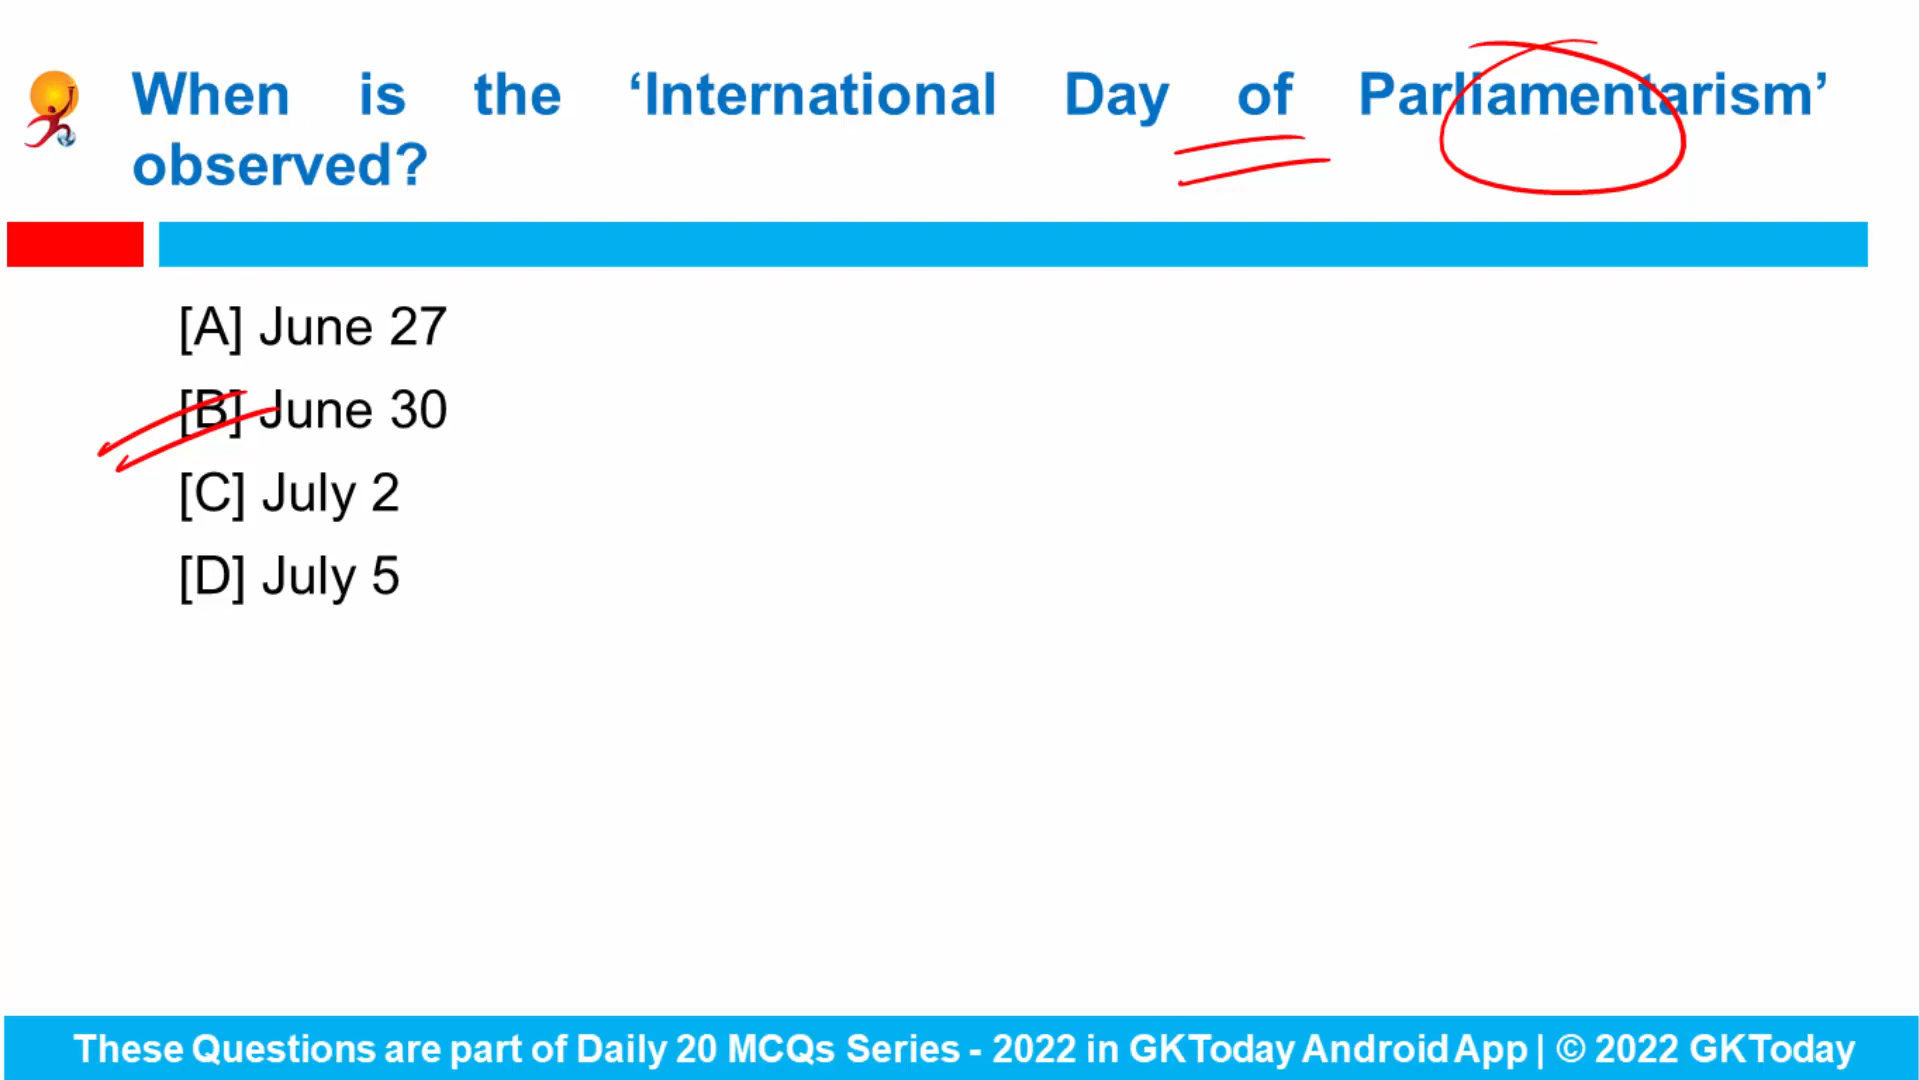 When is the ‘International Day of Parliamentarism’
observed?
[A] June 27
[B] June 30
[C] July 2
[D] July 5
These Questions are part of Daily 20 MCQs Series - 2022 in GKToday Android App | © 2022 GKToday